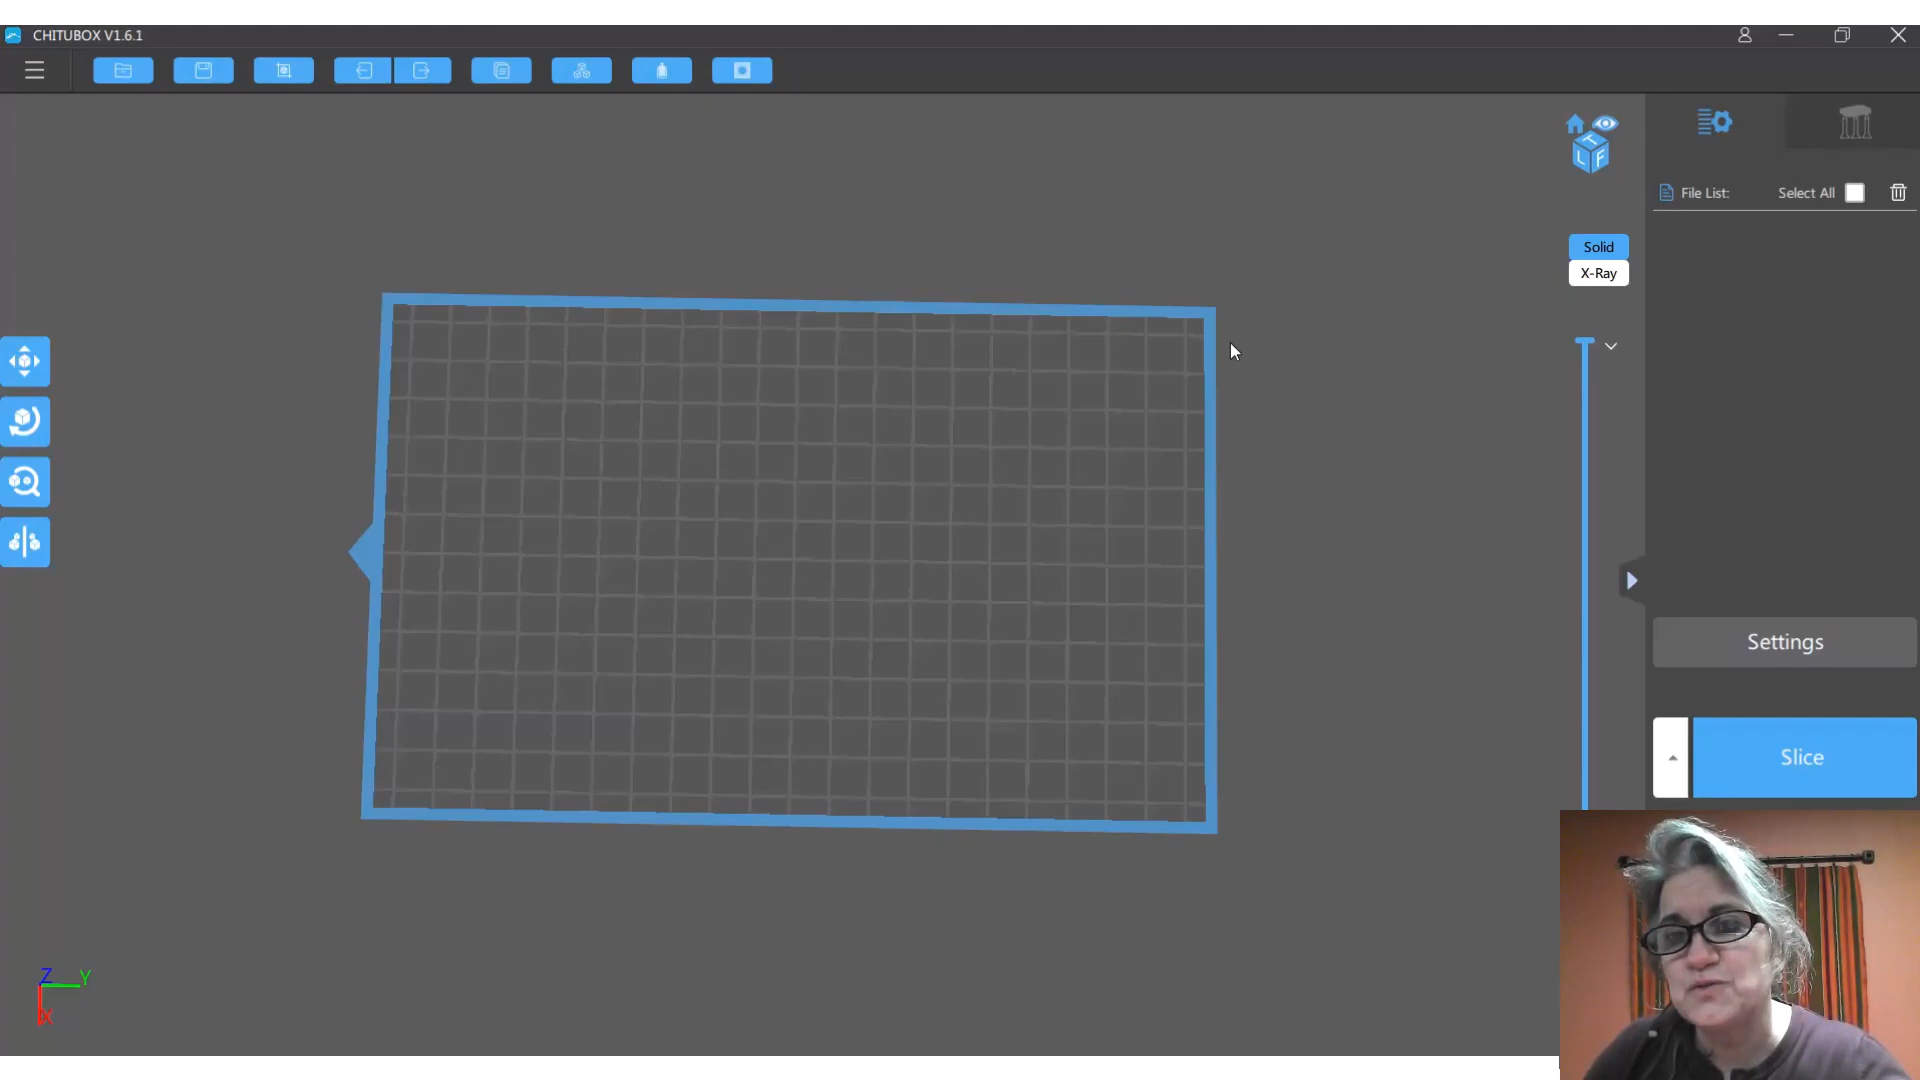 CHITUBOX V1.6.1
T
L F
File List: Select All
Solid
X-Ray
Settings
Slice
Z Y
X